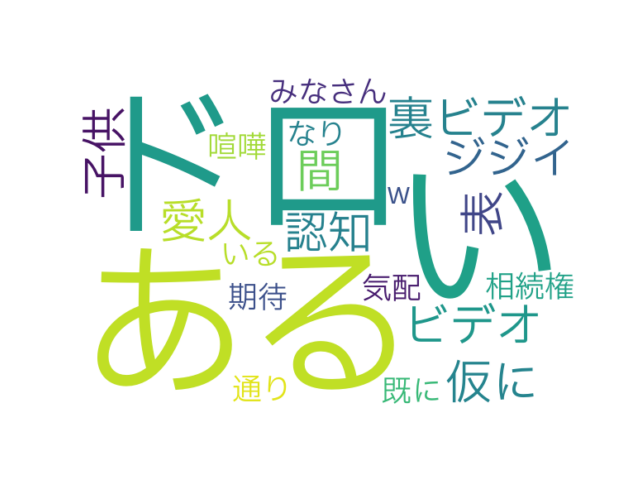 みなさん
子供
ドロ
裏ビデオ
喧嘩
なり
ジジイ
間
w
い
表
愛人
認知
いる
ある
気配
相続権
期待
ビデオ
仮に
通り
既に